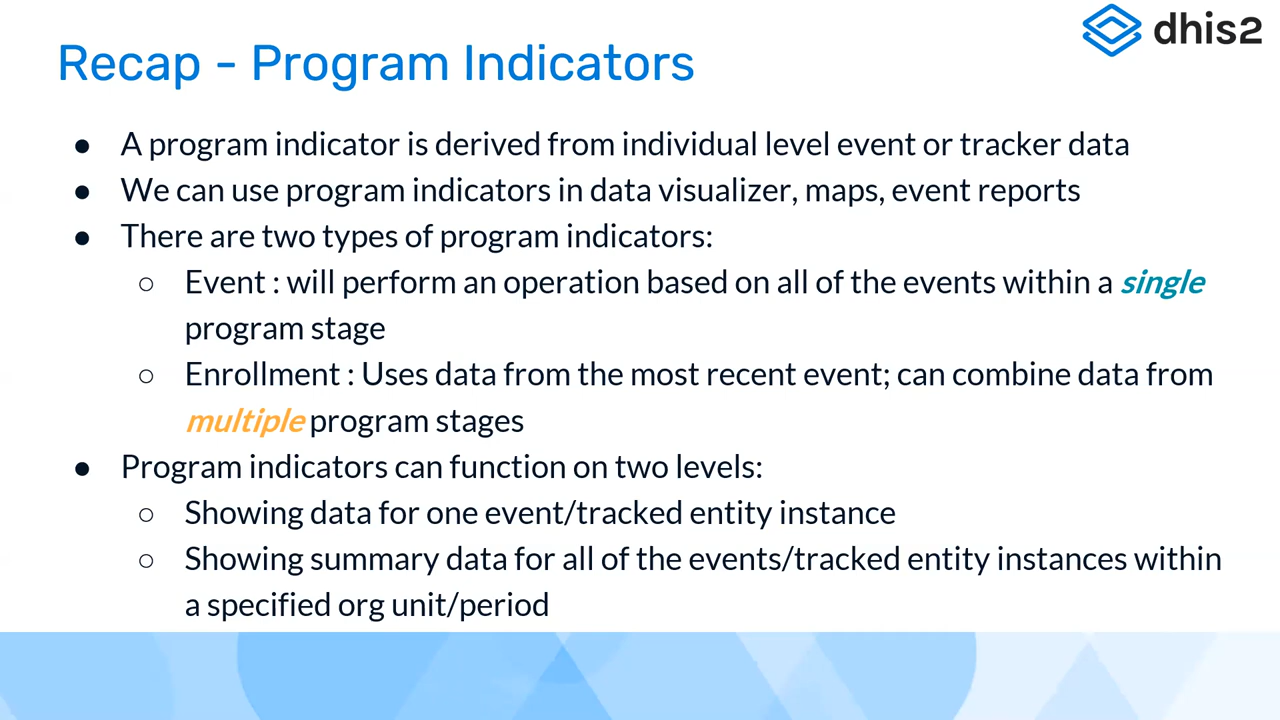 dhis2
Recap - Program Indicators
● A program indicator is derived from individual level event or tracker data
● We can use program indicators in data visualizer, maps, event reports
● There are two types of program indicators:
○ Event : will perform an operation based on all of the events within a single
program stage
○ Enrollment : Uses data from the most recent event; can combine data from
multiple program stages
● Program indicators can function on two levels:
○ Showing data for one event/tracked entity instance
○ Showing summary data for all of the events/tracked entity instances within
a specified org unit/period